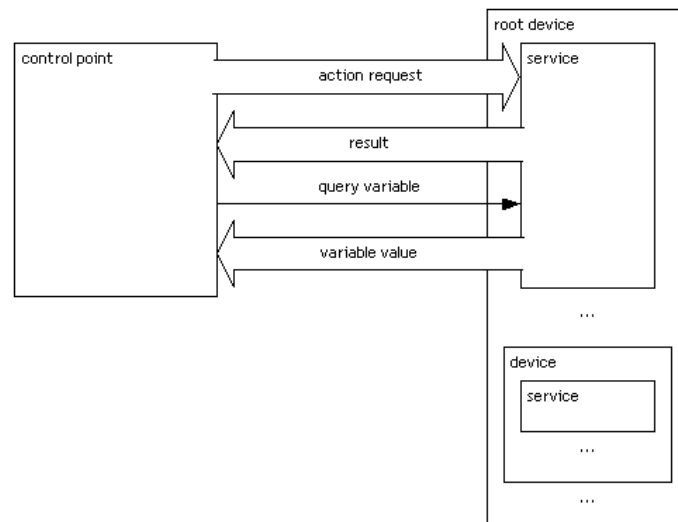 root device
control point
service
action request
result
query variable
variable value
...
device
service
...
...